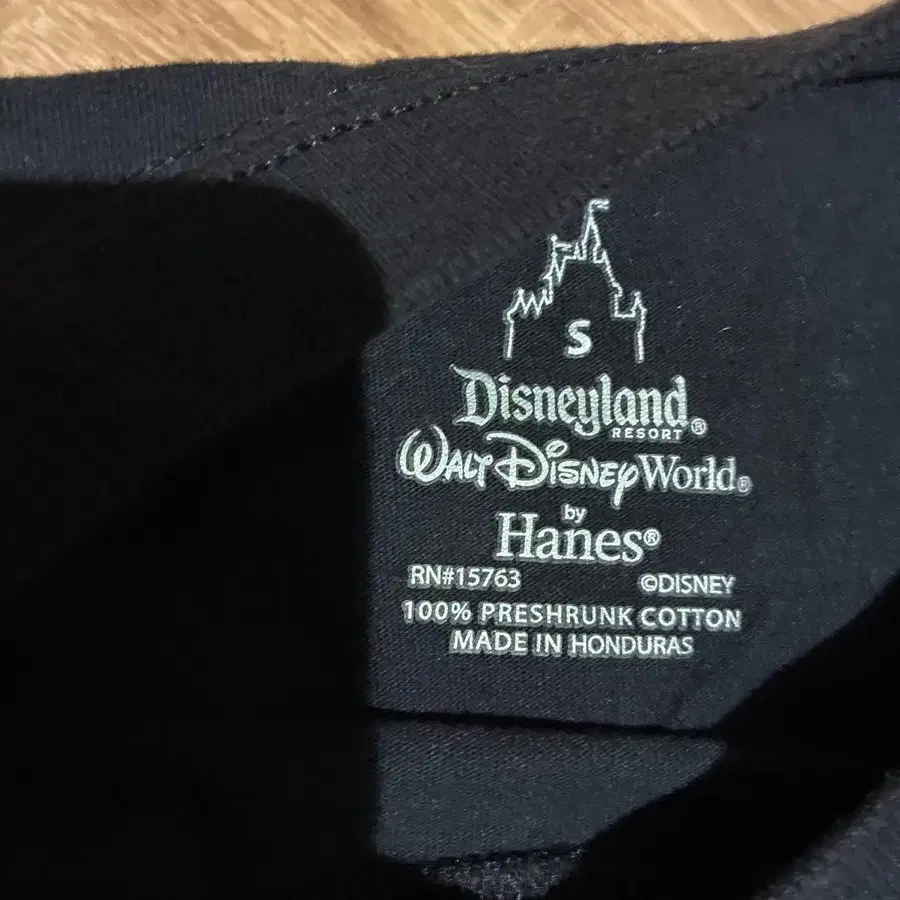 S
Disneyland®
RESORT
WALT DISNEY World®
by
Hanes®
RN#15763 ©DISNEY
100% PRESHRUNK COTTON
MADE IN HONDURAS